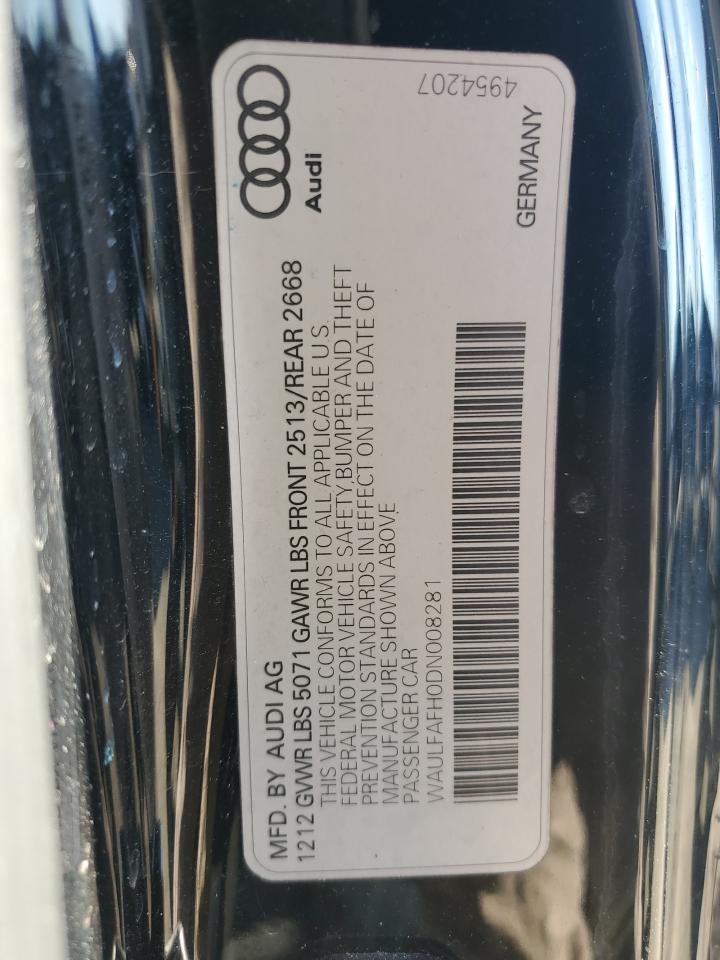 MFD. BY AUDI AG
1212 GVWR LBS 5071 GAWR LBS FRONT 2513/REAR 2668
THIS VEHICLE CONFORMS TO ALL APPLICABLE U.S.
FEDERAL MOTOR VEHICLE SAFETY,BUMPER AND THEFT
PREVENTION STANDARDS IN EFFECT ON THE DATE OF
MANUFACTURE SHOWN ABOVE
PASSENGER CAR
WAULFAFH0DN008281
Audi
GERMANY
4954207